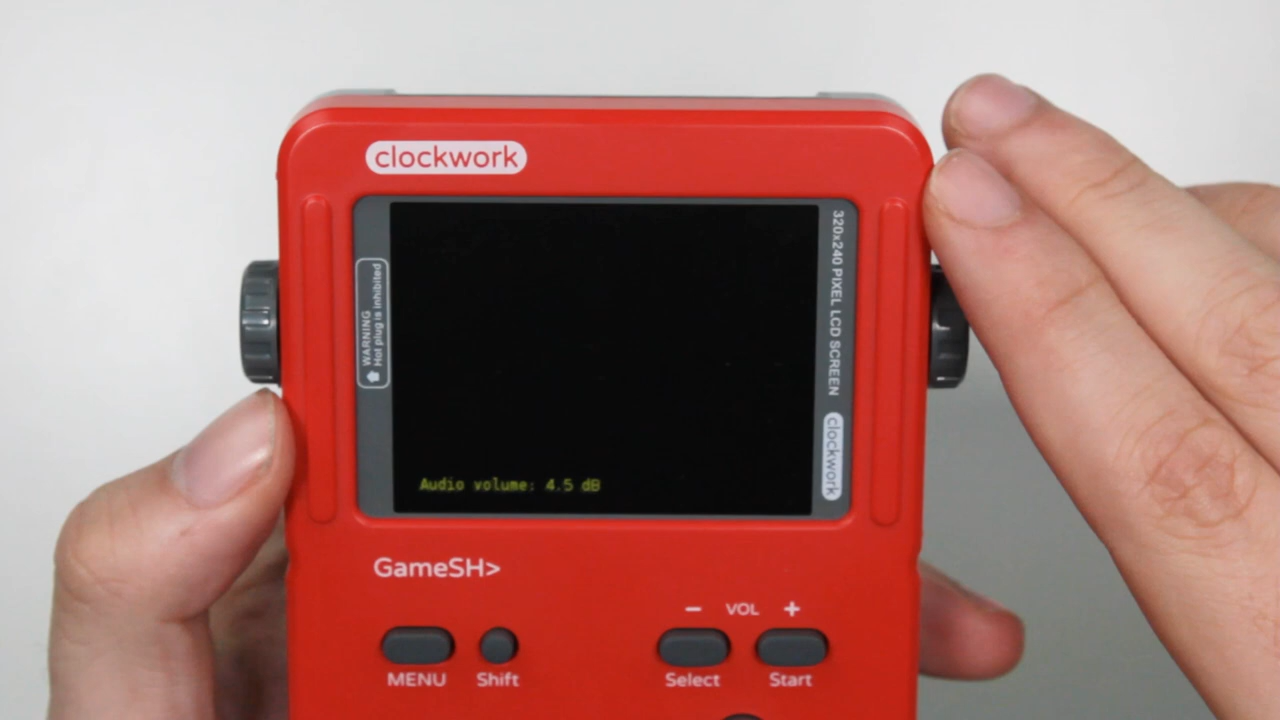 clockwork
WARNING
Hot plug is inhibited
320x240 PIXEL LCD SCREEN
clockwork
Audio volume: 4.5 dB
GameSH>
− VOL +
MENU Shift Select Start